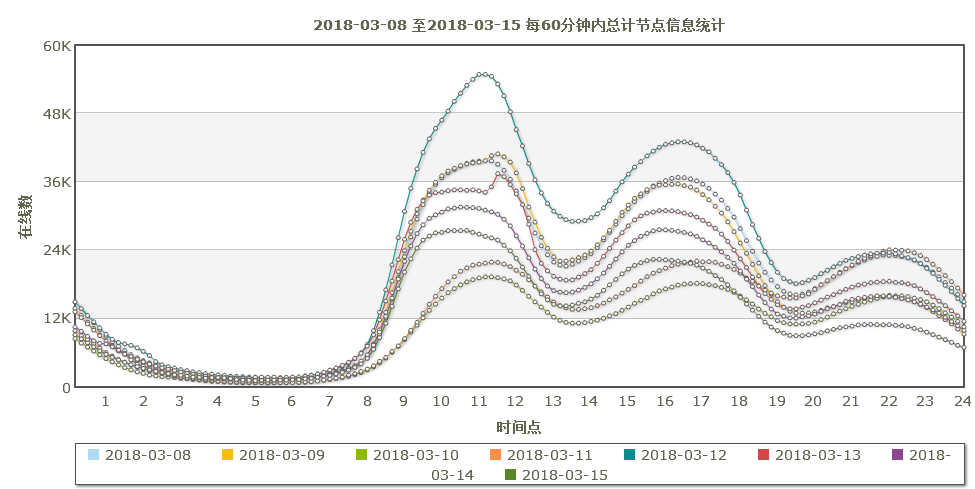 2018-03-08 至2018-03-15 每60分钟内总计节点信息统计
60K
48K
36K
24K
12K
0
在线数
1 2 3 4 5 6 7 8 9 10 11 12 13 14 15 16 17 18 19 20 21 22 23 24
时间点
2018-03-08 2018-03-09 2018-03-10 2018-03-11 2018-03-12 2018-03-13 2018-
03-14 2018-03-15